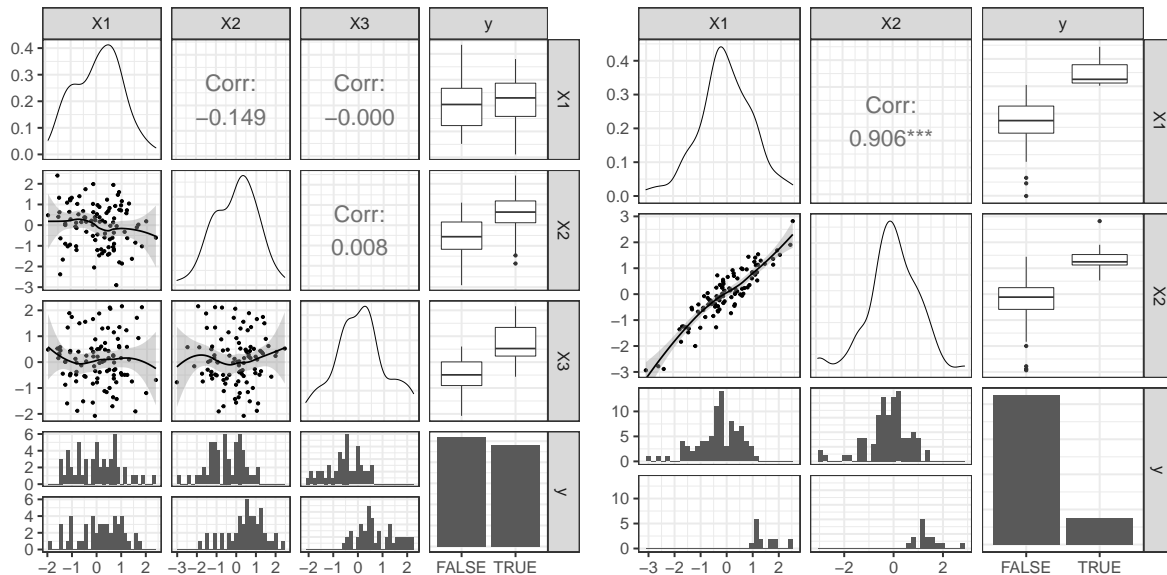 X1 X2 X3 y
0.4
0.3
0.2
0.1
0.0
Corr:
−0.149
Corr:
−0.000
X1
2
1
0
−1
−2
−3
Corr:
0.008
X2
2
1
0
−1
−2
X3
6
4
2
0
6
4
2
0
y
−2 −1 0 1 2
−3 −2 −1 0 1 2
−2 −1 0 1 2
FALSE TRUE
X1 X2 y
0.4
0.3
0.2
0.1
0.0
Corr:
0.906***
X1
3
2
1
0
−1
−2
−3
X2
10
5
0
10
5
0
y
−3 −2 −1 0 1 2
−2 0 2
FALSE TRUE